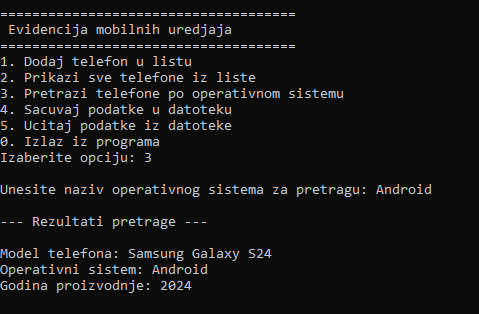 =====================================
Evidencija mobilnih uredjaja
=====================================
1. Dodaj telefon u listu
2. Prikazi sve telefone iz liste
3. Pretrazi telefone po operativnom sistemu
4. Sacuvaj podatke u datoteku
5. Ucitaj podatke iz datoteke
0. Izlaz iz programa
Izaberite opciju: 3
Unesite naziv operativnog sistema za pretragu: Android
--- Rezultati pretrage ---
Model telefona: Samsung Galaxy S24
Operativni sistem: Android
Godina proizvodnje: 2024